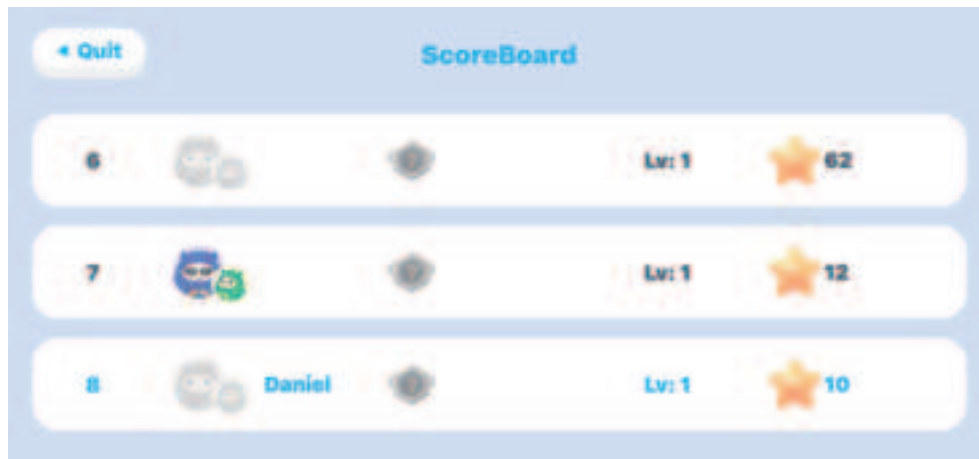 ◂ Quit
ScoreBoard
6 Lv: 1 62
7 Lv: 1 12
8 Daniel Lv: 1 10